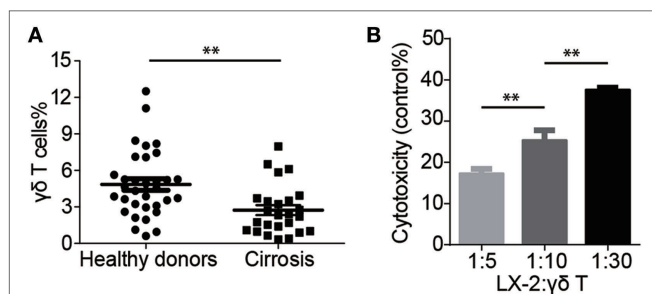 A
γδ T cells%
15
12
9
6
3
0
**
Healthy donors
Cirrosis
B
Cytotoxicity (control%)
50
40
30
20
10
0
**
**
1:5
1:10
1:30
LX-2:γδ T